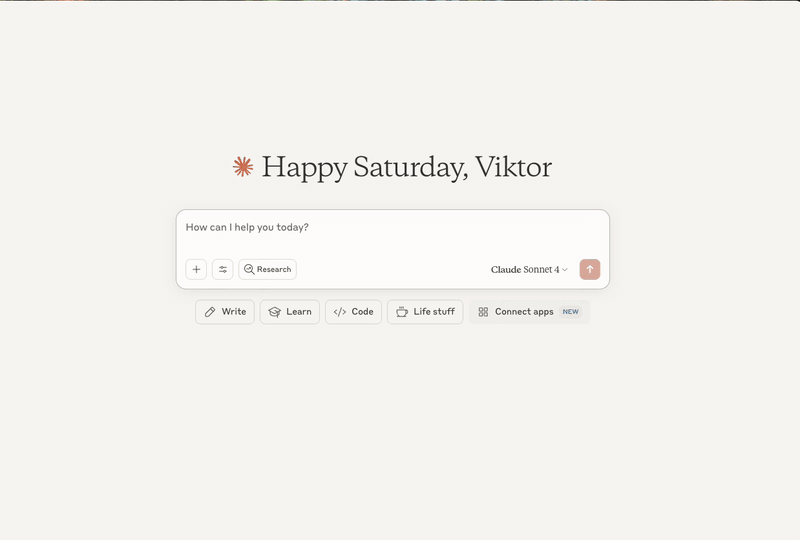 Happy Saturday, Viktor
How can I help you today?
Research
Claude Sonnet 4
Write
Learn
Code
Life stuff
Connect apps NEW